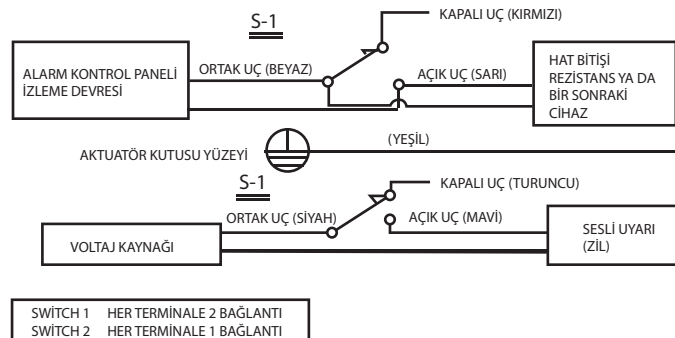 S-1
KAPALI UÇ (KIRMIZI)
ALARM KONTROL PANELİ
İZLEME DEVRESİ
ORTAK UÇ (BEYAZ)
AÇIK UÇ (SARI)
HAT BİTİŞİ
REZİSTANS YA DA
BİR SONRAKİ
CİHAZ
AKTUATÖR KUTUSU YÜZEYİ
(YEŞİL)
S-1
KAPALI UÇ (TURUNCU)
ORTAK UÇ (SİYAH)
AÇIK UÇ (MAVİ)
VOLTAJ KAYNAĞI
SESLİ UYARI
(ZİL)
SWİTCH 1 HER TERMİNALE 2 BAĞLANTI
SWİTCH 2 HER TERMİNALE 1 BAĞLANTI